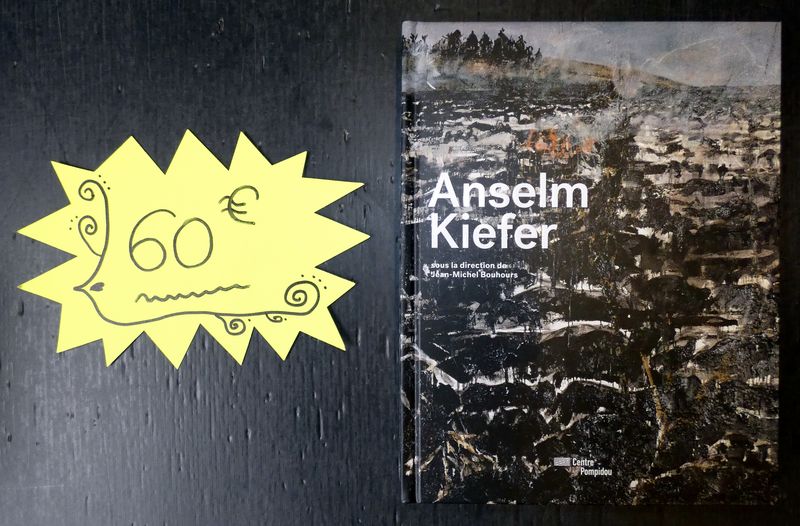 60 €
Anselm
Kiefer
sous la direction de
Jean-Michel Bouhours
Centre
Pompidou